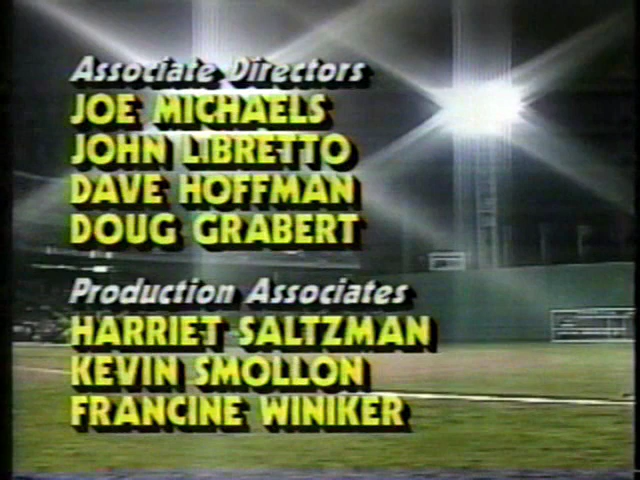 Associate Directors
JOE MICHAELS
JOHN LIBRETTO
DAVE HOFFMAN
DOUG GRABERT
Production Associates
HARRIET SALTZMAN
KEVIN SMOLLON
FRANCINE WINIKER